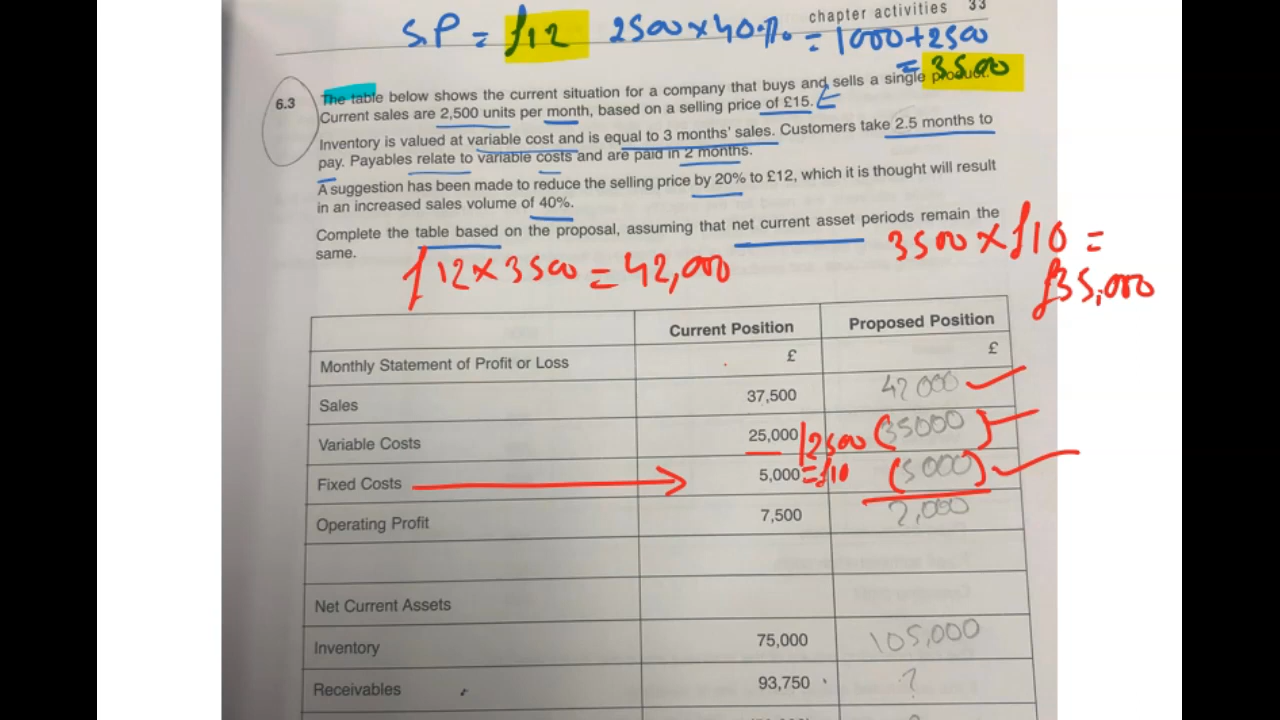 chapter activities 33
S.P = £12 2500 × 40% = 1000 + 2500
= 3500
6.3 The table below shows the current situation for a company that buys and sells a single product.
Current sales are 2,500 units per month, based on a selling price of £15.
Inventory is valued at variable cost and is equal to 3 months' sales. Customers take 2.5 months to
pay. Payables relate to variable costs and are paid in 2 months.
A suggestion has been made to reduce the selling price by 20% to £12, which it is thought will result
in an increased sales volume of 40%.
Complete the table based on the proposal, assuming that net current asset periods remain the
same.
3500 × £10 =
£35,000
£12 × 3500 = 42,000
Current Position Proposed Position
Monthly Statement of Profit or Loss £ £
Sales 37,500 42000
Variable Costs 25,000 /2500 (35000)
Fixed Costs 5,000 = £10 (5000)
Operating Profit 7,500 2,000
Net Current Assets
Inventory 75,000 105,000
Receivables 93,750 ?